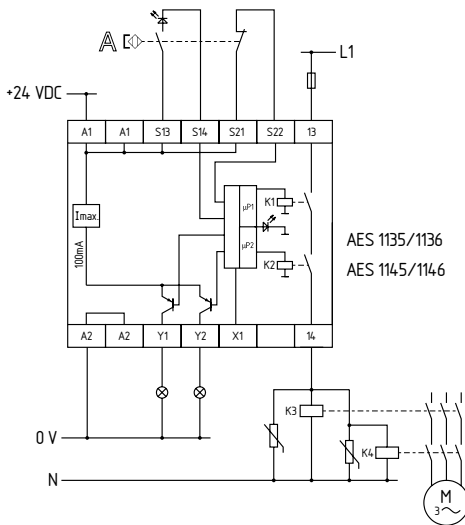 A
L1
+24 VDC
A1 A1 S13 S14 S21 S22 13
Imax.
100mA
µP1
µP2
K1
K2
AES 1135/1136
AES 1145/1146
A2 A2 Y1 Y2 X1 14
K3
K4
0 V
N
M
3